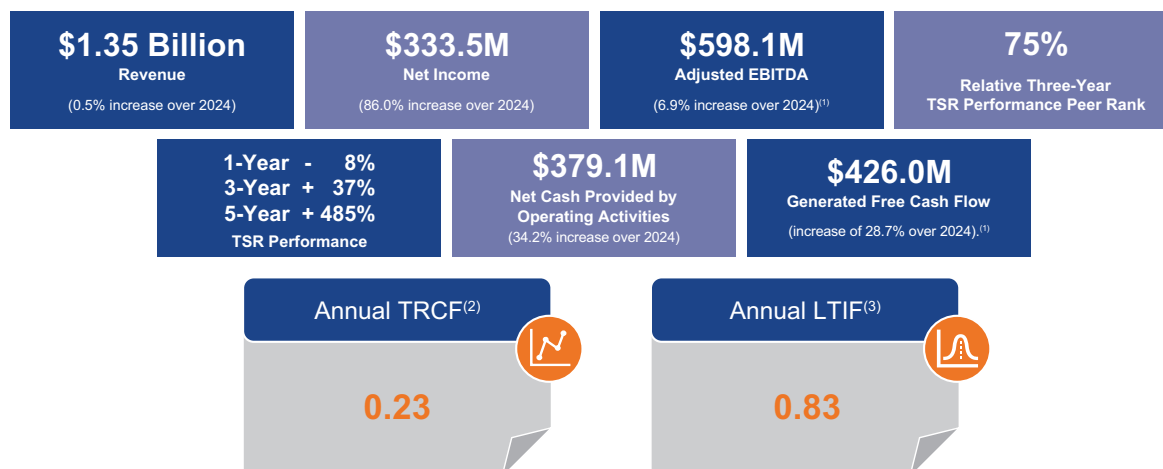 $1.35 Billion
Revenue
(0.5% increase over 2024)
$333.5M
Net Income
(86.0% increase over 2024)
$598.1M
Adjusted EBITDA
(6.9% increase over 2024)(1)
75%
Relative Three-Year
TSR Performance Peer Rank
1-Year - 8%
3-Year + 37%
5-Year + 485%
TSR Performance
$379.1M
Net Cash Provided by
Operating Activities
(34.2% increase over 2024)
$426.0M
Generated Free Cash Flow
(increase of 28.7% over 2024).(1)
Annual TRCF(2)
0.23
Annual LTIF(3)
0.83